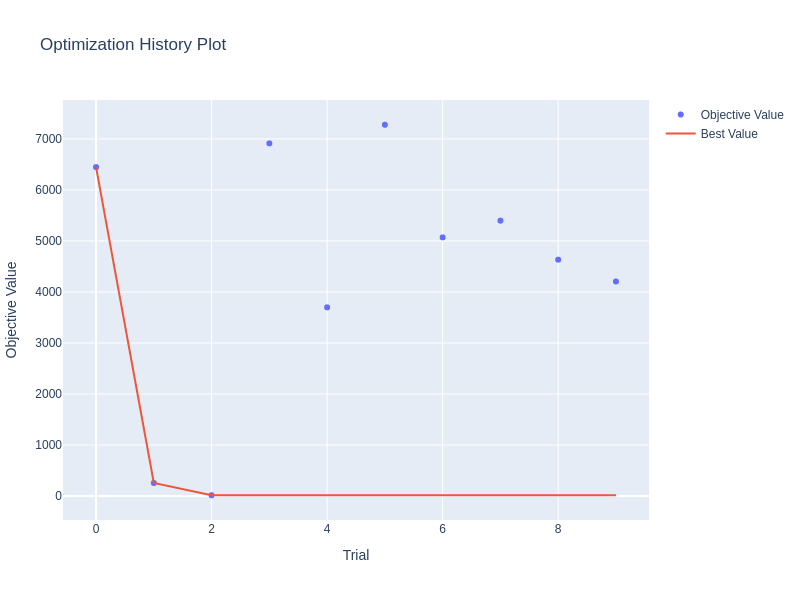 Optimization History Plot
Objective Value
Best Value
7000
6000
5000
4000
3000
2000
1000
0
Objective Value
0
2
4
6
8
Trial